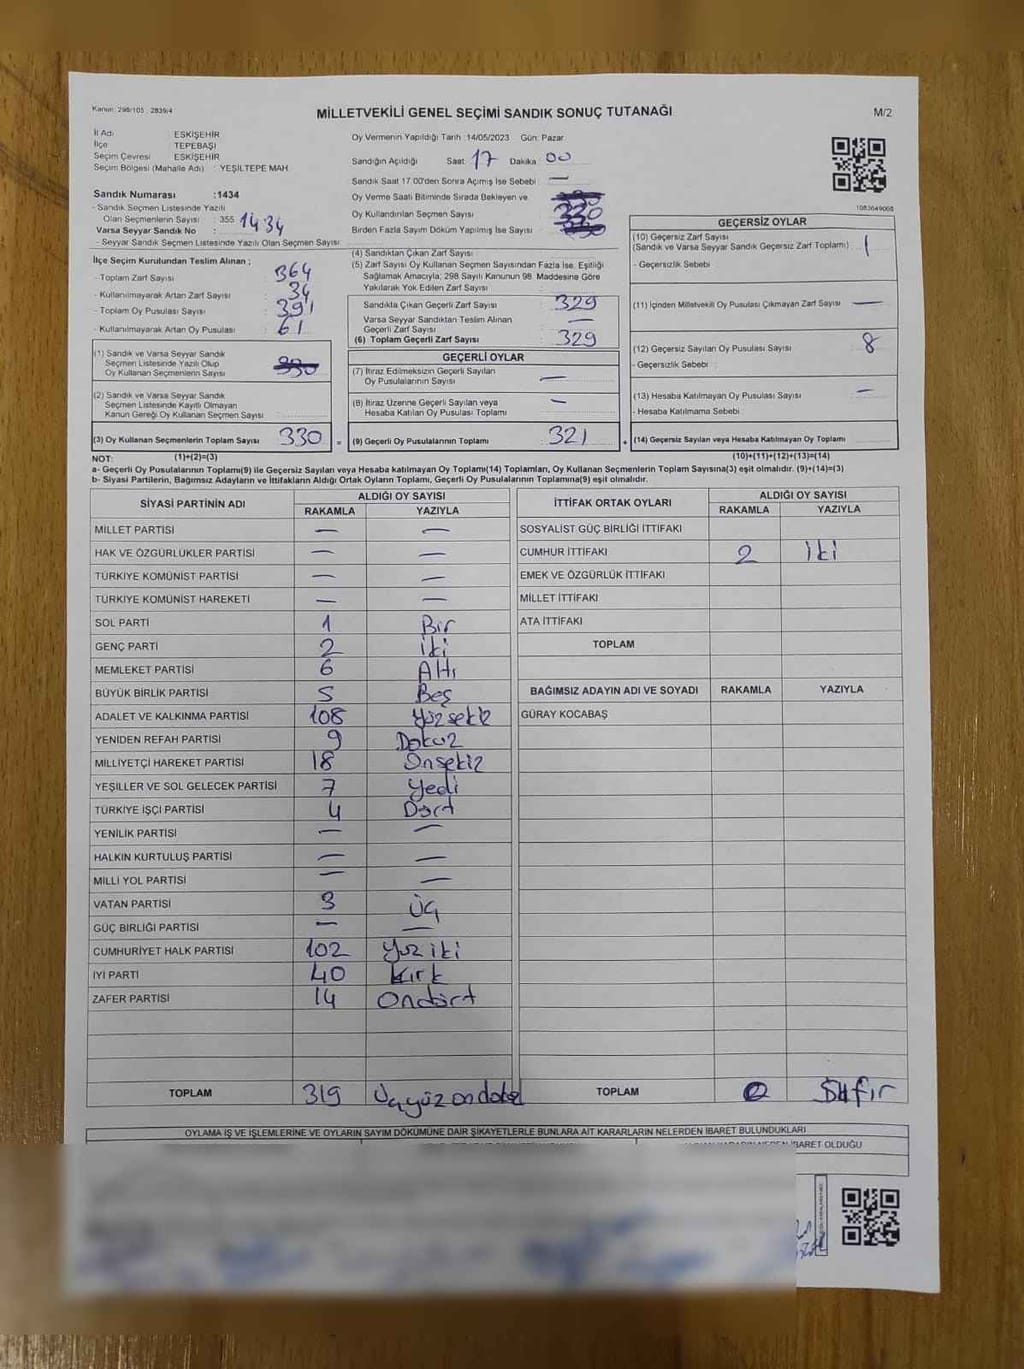 Kanun: 298/105 2839/4
MİLLETVEKİLİ GENEL SEÇİMİ SANDIK SONUÇ TUTANAĞI
M/2
İl Adı : ESKİŞEHİR
İlçe : TEPEBAŞI
Seçim Çevresi : ESKİŞEHİR
Seçim Bölgesi (Mahalle Adı) : YEŞİLTEPE MAH.
Oy Vermenin Yapıldığı Tarih :14/05/2023 Gün: Pazar
Sandığın Açıldığı Saat 17 Dakika 00
Sandık Saat 17.00'den Sonra Açımış İse Sebebi : —
Oy Verme Saati Bitiminde Sırada Bekleyen ve
Oy Kullandırılan Seçmen Sayısı
Birden Fazla Sayım Döküm Yapılmış İse Sayısı
Sandık Numarası :1434
- Sandık Seçmen Listesinde Yazılı
Olan Seçmenlerin Sayısı : 355
Varsa Seyyar Sandık No : 1434
- Seyyar Sandık Seçmen Listesinde Yazılı Olan Seçmen Sayısı
İlçe Seçim Kurulundan Teslim Alınan ;
- Toplam Zarf Sayısı : 364
- Kullanılmayarak Artan Zarf Sayısı : 34
- Toplam Oy Pusulası : 391
- Kullanılmayarak Artan Oy Pusulası : 61
(1) Sandık ve Varsa Seyyar Sandık
Seçmen Listesinde Yazılı Olup
Oy Kullanan Seçmenlerin Sayısı
(2) Sandık ve Varsa Seyyar Sandık
Seçmen Listesinde Kayıtlı Olmayan
Kanun Gereği Oy Kullanan Seçmen Sayısı
(3) Oy Kullanan Seçmenlerin Toplam Sayısı 330
(4) Sandıktan Çıkan Zarf Sayısı
(5) Zarf Sayısı Oy Kullanan Seçmen Sayısından Fazla İse, Eşitliği
Sağlamak Amacıyla; 298 Sayılı Kanunun 98. Maddesine Göre
Yakılarak Yok Edilen Zarf Sayısı :
Sandıkta Çıkan Geçerli Zarf Sayısı 329
Varsa Seyyar Sandıktan Teslim Alınan
Geçerli Zarf Sayısı —
(6) Toplam Geçerli Zarf Sayısı 329
GEÇERLİ OYLAR
(7) İtiraz Edilmeksizin Geçerli Sayılan
Oy Pusulalarının Sayısı —
(8) İtiraz Üzerine Geçerli Sayılan veya
Hesaba Katılan Oy Pusulası Toplamı —
= (9) Geçerli Oy Pusulalarının Toplamı 321
1083649008
GEÇERSİZ OYLAR
(10) Geçersiz Zarf Sayısı
(Sandık ve Varsa Seyyar Sandık Geçersiz Zarf Toplamı) 1
- Geçersizlik Sebebi
(11) İçinden Milletvekili Oy Pusulası Çıkmayan Zarf Sayısı —
(12) Geçersiz Sayılan Oy Pusulası Sayısı 8
- Geçersizlik Sebebi
(13) Hesaba Katılmayan Oy Pusulası Sayısı —
- Hesaba Katılmama Sebebi
+ (14) Geçersiz Sayılan veya Hesaba Katılmayan Oy Toplamı
NOT: (1)+(2)=(3) (10)+(11)+(12)+(13)=(14)
a- Geçerli Oy Pusulalarının Toplamı(9) ile Geçersiz Sayılan veya Hesaba katılmayan Oy Toplamı(14) Toplamları, Oy Kullanan Seçmenlerin Toplam Sayısına(3) eşit olmalıdır. (9)+(14)=(3)
b- Siyasi Partilerin, Bağımsız Adayların ve İttifakların Aldığı Ortak Oyların Toplamı, Geçerli Oy Pusulalarının Toplamına(9) eşit olmalıdır.
SİYASİ PARTİNİN ADI ALDIĞI OY SAYISI
RAKAMLA YAZIYLA
MİLLET PARTİSİ — —
HAK VE ÖZGÜRLÜKLER PARTİSİ — —
TÜRKİYE KOMÜNİST PARTİSİ — —
TÜRKİYE KOMÜNİST HAREKETİ — —
SOL PARTİ 1 Bir
GENÇ PARTİ 2 iki
MEMLEKET PARTİSİ 6 Altı
BÜYÜK BİRLİK PARTİSİ 5 Beş
ADALET VE KALKINMA PARTİSİ 108 Yüzsekiz
YENİDEN REFAH PARTİSİ 9 Dokuz
MİLLİYETÇİ HAREKET PARTİSİ 18 Onsekiz
YEŞİLLER VE SOL GELECEK PARTİSİ 7 Yedi
TÜRKİYE İŞÇİ PARTİSİ 4 Dört
YENİLİK PARTİSİ — —
HALKIN KURTULUŞ PARTİSİ — —
MİLLİ YOL PARTİSİ — —
VATAN PARTİSİ 3 Üç
GÜÇ BİRLİĞİ PARTİSİ — —
CUMHURİYET HALK PARTİSİ 102 Yüz iki
İYİ PARTİ 40 Kırk
ZAFER PARTİSİ 14 Ondört
TOPLAM 319
İTTİFAK ORTAK OYLARI ALDIĞI OY SAYISI
RAKAMLA YAZIYLA
SOSYALİST GÜÇ BİRLİĞİ İTTİFAKI
CUMHUR İTTİFAKI 2 İki
EMEK VE ÖZGÜRLÜK İTTİFAKI
MİLLET İTTİFAKI
ATA İTTİFAKI
TOPLAM
BAĞIMSIZ ADAYIN ADI VE SOYADI RAKAMLA YAZIYLA
GÜRAY KOCABAŞ
TOPLAM Sıfır
OYLAMA İŞ VE İŞLEMLERİNE VE OYLARIN SAYIM DÖKÜMÜNE DAİR ŞİKAYETLERLE BUNLARA AİT KARARLARIN NELERDEN İBARET BULUNDUKLARI
İBARET OLDUĞU